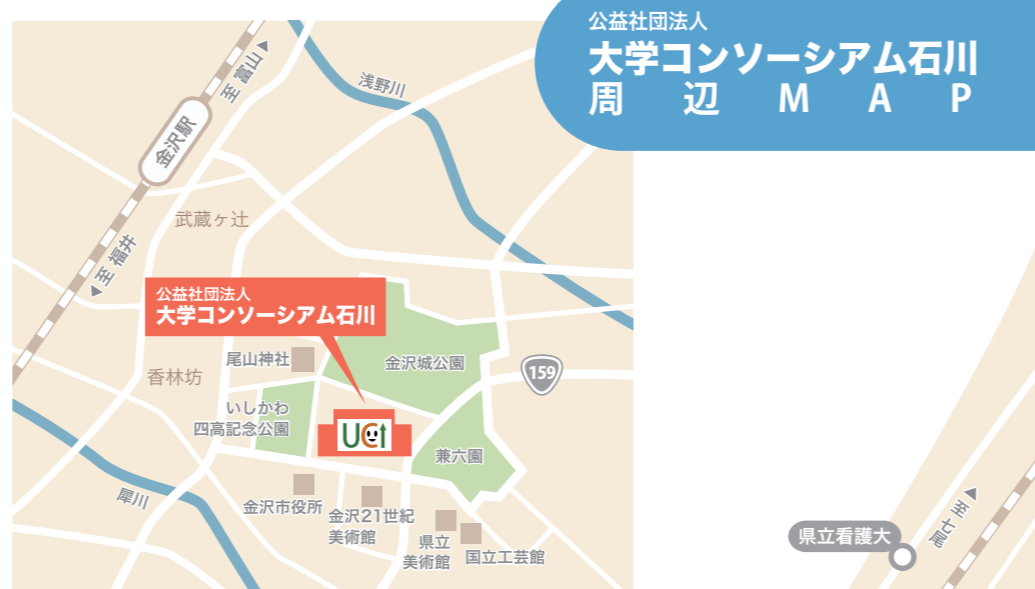 公益社団法人
大学コンソーシアム石川
周辺MAP
至 富山
浅野川
金沢駅
武蔵ヶ辻
至 福井
公益社団法人
大学コンソーシアム石川
尾山神社
金沢城公園
159
香林坊
いしかわ
四高記念公園
UCI
兼六園
犀川
金沢市役所
金沢21世紀
美術館
県立
美術館
国立工芸館
至 七尾
県立看護大